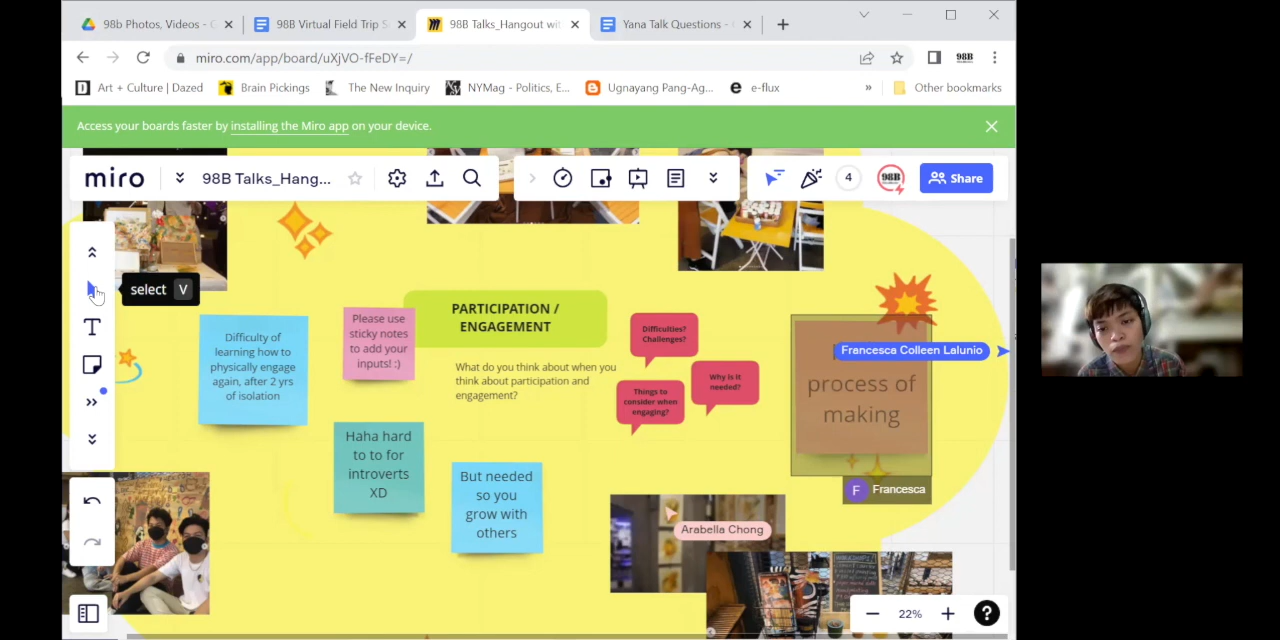 98b Photos, Videos - G
98B Virtual Field Trip S
98B Talks_Hangout wit
Yana Talk Questions -
miro.com/app/board/uXjVO-fFeDY=/
98B
Art + Culture | Dazed
Brain Pickings
The New Inquiry
NYMag - Politics, E...
Ugnayang Pang-Ag...
e-flux
Other bookmarks
Access your boards faster by installing the Miro app on your device.
miro
98B Talks_Hang...
4
98B
Share
select V
PARTICIPATION /
ENGAGEMENT
What do you think about when you
think about participation and
engagement?
Please use
sticky notes
to add your
inputs! :)
Difficulty of
learning how to
physically engage
again, after 2 yrs
of isolation
Haha hard
to to for
introverts
XD
But needed
so you
grow with
others
Difficulties?
Challenges?
Why is it
needed?
Things to
consider when
engaging?
Francesca Colleen Lalunio
process of
making
F Francesca
Arabella Chong
22%